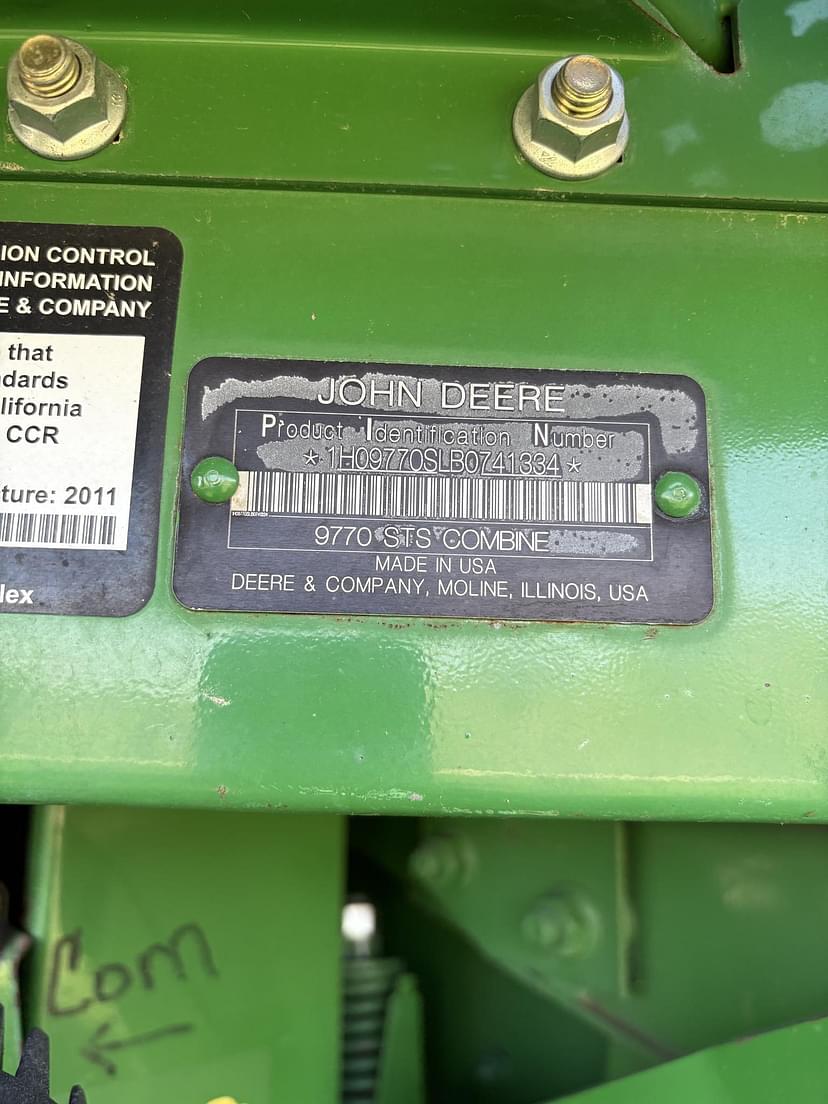 ION CONTROL
INFORMATION
E & COMPANY
that
ndards
lifornia
CCR
ture: 2011
lex
JOHN DEERE
Product Identification Number
*1H09770SLB0741334*
9770 STS COMBINE
MADE IN USA
DEERE & COMPANY, MOLINE, ILLINOIS, USA
Com